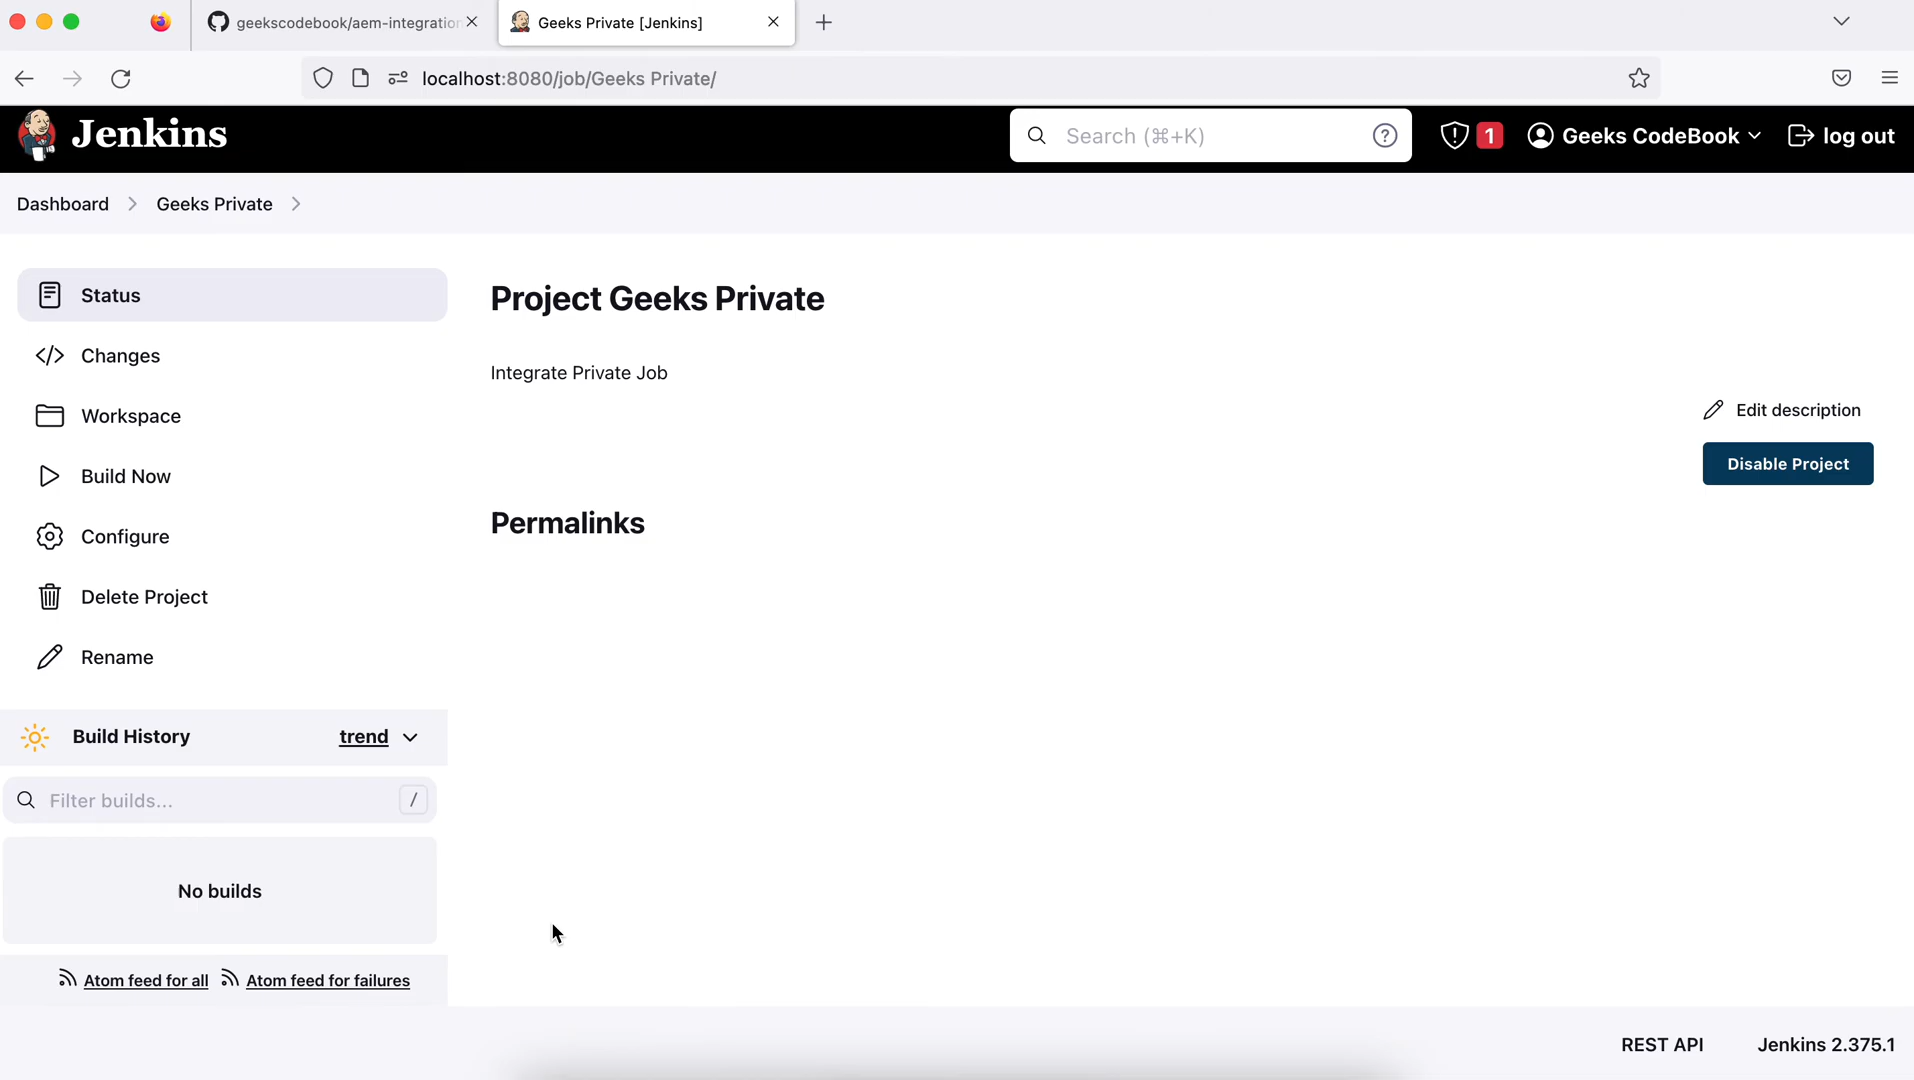 geekscodebook/aem-integration
Geeks Private [Jenkins]
localhost:8080/job/Geeks Private/
Jenkins
Search (⌘+K)
1
Geeks CodeBook
log out
Dashboard
Geeks Private
Status
Changes
Workspace
Build Now
Configure
Delete Project
Rename
Project Geeks Private
Integrate Private Job
Edit description
Disable Project
Permalinks
Build History
trend
Filter builds...
/
No builds
Atom feed for all
Atom feed for failures
REST API
Jenkins 2.375.1